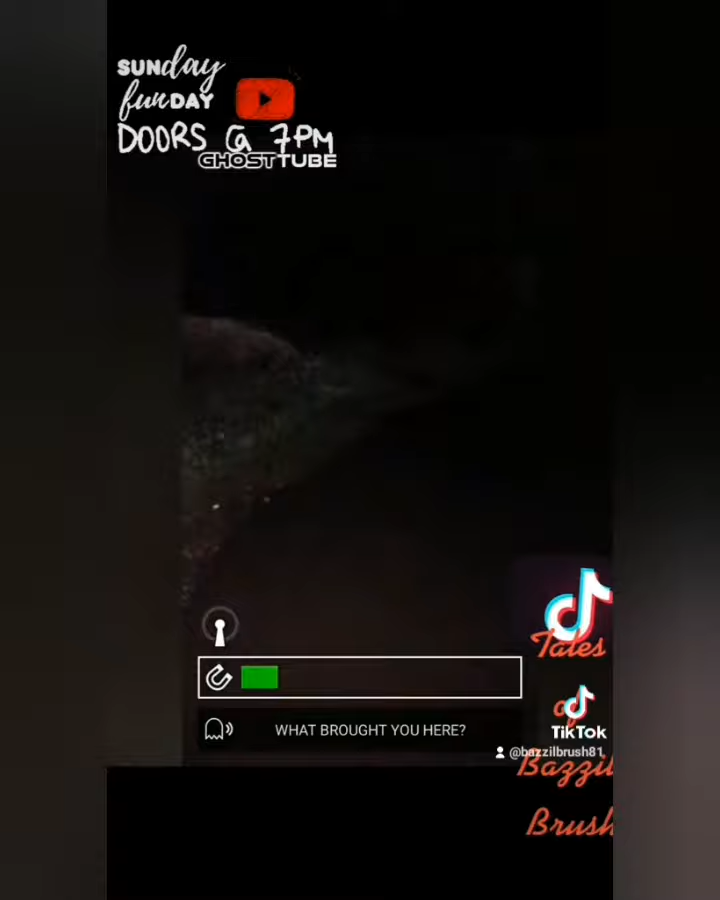 SUNday
funDAY
DOORS @ 7PM
GHOSTTUBE
WHAT BROUGHT YOU HERE?
Tales
of
TikTok
@bazzilbrush81
Bazzil
Brush